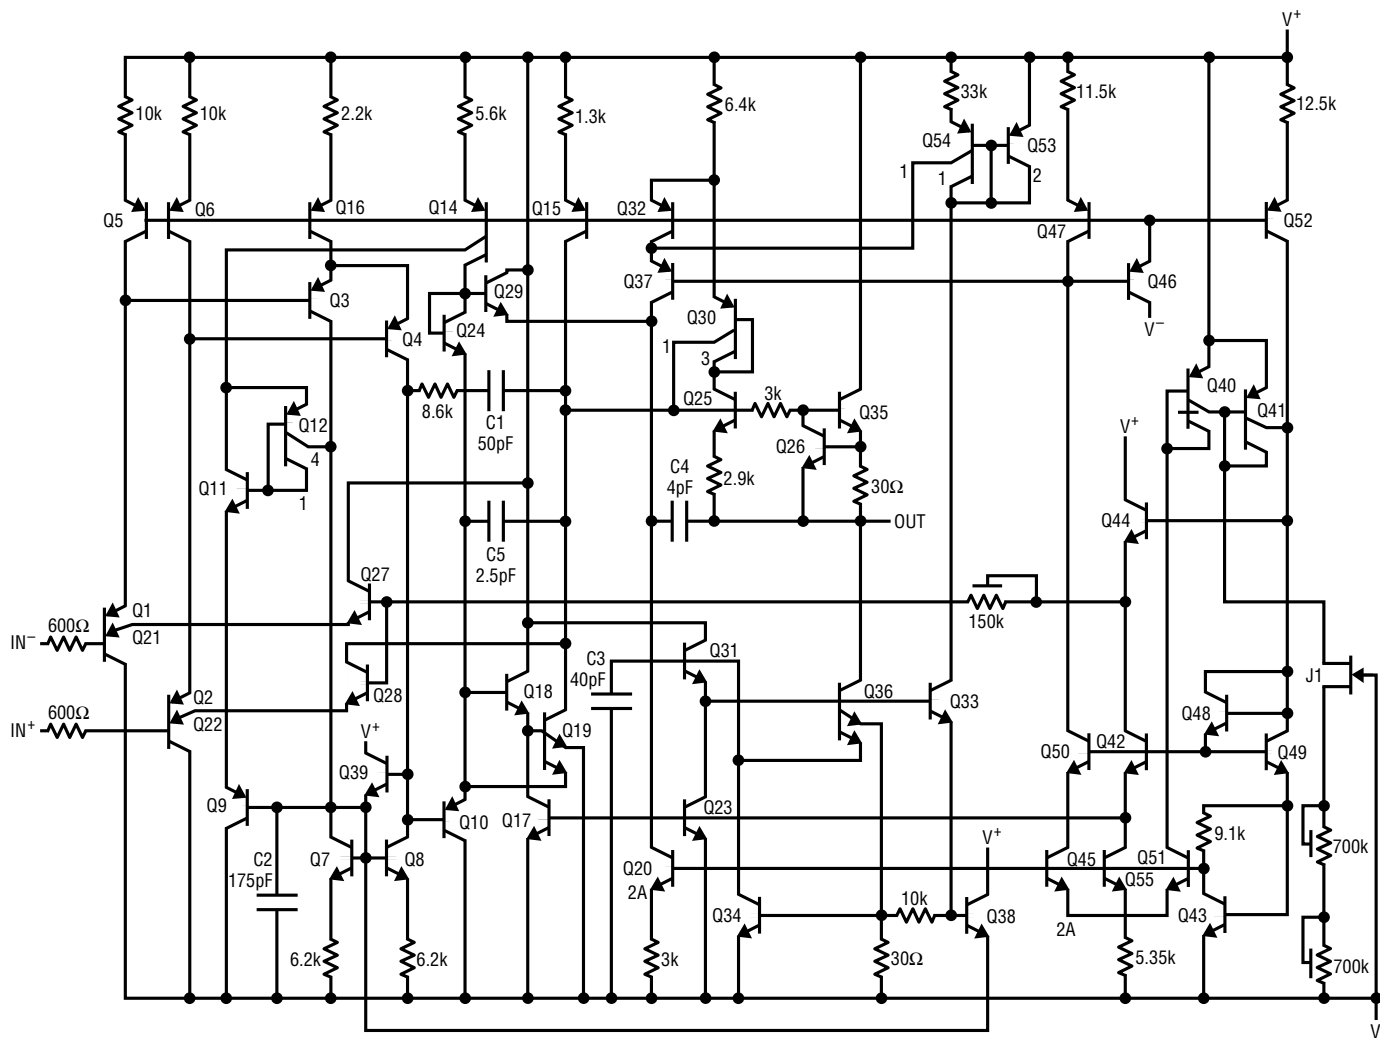 V+
10k
10k
2.2k
5.6k
1.3k
6.4k
33k
11.5k
12.5k
Q54
Q53
1
1
2
Q5
Q6
Q16
Q14
Q15
Q32
Q47
Q52
Q3
Q29
Q37
Q46
V–
Q4
Q24
Q30
1
3
8.6k
C1
50pF
Q25
3k
Q35
Q40
Q41
Q12
4
1
Q26
V+
Q11
2.9k
C4
4pF
30Ω
OUT
Q44
C5
2.5pF
Q27
150k
Q1
Q21
600Ω
IN–
Q28
C3
40pF
Q31
J1
Q2
Q22
600Ω
IN+
Q18
Q36
Q33
Q48
V+
Q39
Q19
Q50
Q42
Q49
Q9
Q10
Q17
Q23
V+
9.1k
700k
C2
175pF
Q7
Q8
Q20
2A
Q45
Q51
Q55
10k
Q34
Q38
2A
Q43
6.2k
6.2k
3k
30Ω
5.35k
700k
V